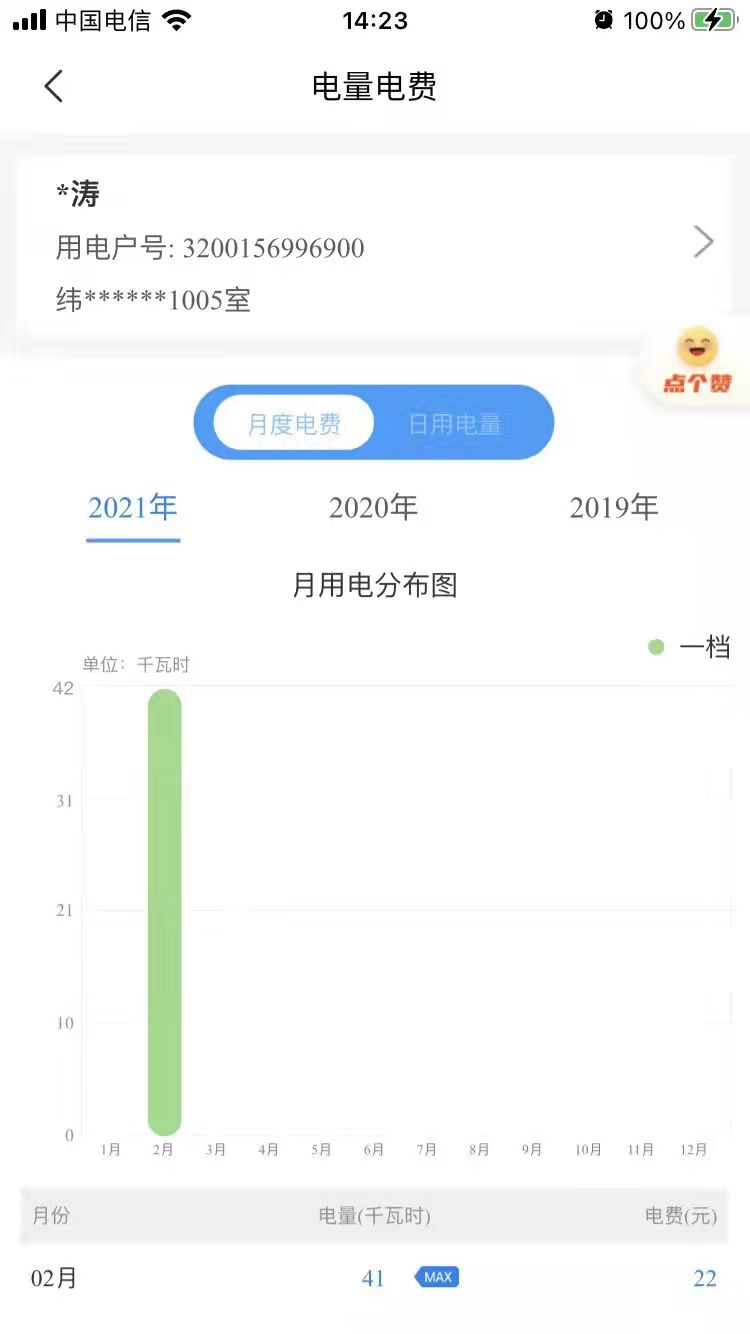 中国电信 14:23 100%
电量电费
*涛
用电户号: 3200156996900
纬******1005室
点个赞
月度电费 日用电量
2021年 2020年 2019年
月用电分布图
一档
单位：千瓦时
42
31
21
10
0
1月 2月 3月 4月 5月 6月 7月 8月 9月 10月 11月 12月
月份 电量(千瓦时) 电费(元)
02月 41 MAX 22